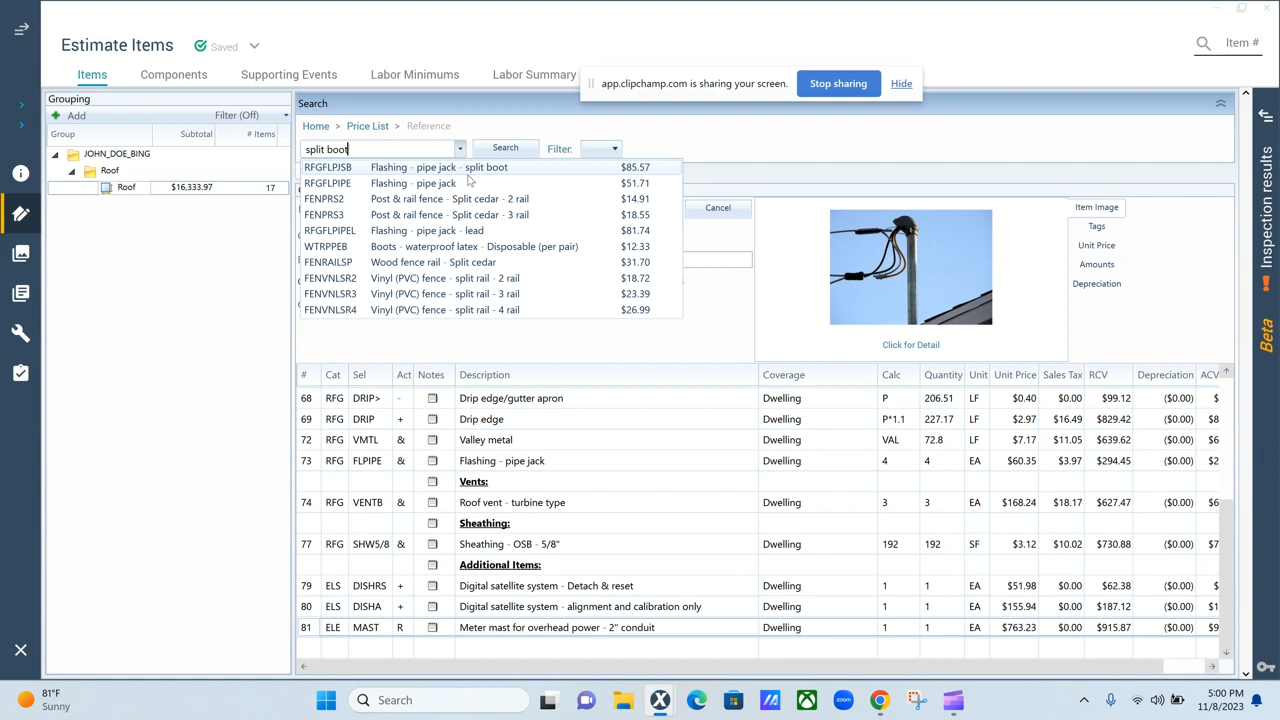 Estimate Items
Saved
Item #
Items
Components
Supporting Events
Labor Minimums
Labor Summary
app.clipchamp.com is sharing your screen.
Stop sharing
Hide
Grouping
Add
Filter (Off)
Group Subtotal # Items
JOHN_DOE_BING
Roof
Roof $16,333.97 17
Search
Home > Price List > Reference
split boot
Search
Filter:
RFGFLPJSB Flashing - pipe jack - split boot $85.57
RFGFLPIPE Flashing - pipe jack $51.71
FENPRS2 Post & rail fence - Split cedar - 2 rail $14.91
FENPRS3 Post & rail fence - Split cedar - 3 rail $18.55
RFGFLPIPEL Flashing - pipe jack - lead $81.74
WTRPPEB Boots - waterproof latex - Disposable (per pair) $12.33
FENRAILSP Wood fence rail - Split cedar $31.70
FENVNLSR2 Vinyl (PVC) fence - split rail - 2 rail $18.72
FENVNLSR3 Vinyl (PVC) fence - split rail - 3 rail $23.39
FENVNLSR4 Vinyl (PVC) fence - split rail - 4 rail $26.99
Cancel
Item Image
Tags
Unit Price
Amounts
Depreciation
Click for Detail
# Cat Sel Act Notes Description Coverage Calc Quantity Unit Unit Price Sales Tax RCV Depreciation ACV
68 RFG DRIP> - Drip edge/gutter apron Dwelling P 206.51 LF $0.40 $0.00 $99.12 ($0.00) $
69 RFG DRIP + Drip edge Dwelling P*1.1 227.17 LF $2.97 $16.49 $829.42 ($0.00) $8
72 RFG VMTL & Valley metal Dwelling VAL 72.8 LF $7.17 $11.05 $639.62 ($0.00) $6
73 RFG FLPIPE & Flashing - pipe jack Dwelling 4 4 EA $60.35 $3.97 $294.45 ($0.00) $2
Vents:
74 RFG VENTB & Roof vent - turbine type Dwelling 3 3 EA $168.24 $18.17 $627.47 ($0.00) $6
Sheathing:
77 RFG SHW5/8 & Sheathing - OSB - 5/8" Dwelling 192 192 SF $3.12 $10.02 $730.88 ($0.00) $7
Additional Items:
79 ELS DISHRS + Digital satellite system - Detach & reset Dwelling 1 1 EA $51.98 $0.00 $62.38 ($0.00) $
80 ELS DISHA + Digital satellite system - alignment and calibration only Dwelling 1 1 EA $155.94 $0.00 $187.12 ($0.00) $1
81 ELE MAST R Meter mast for overhead power - 2" conduit Dwelling 1 1 EA $763.23 $0.00 $915.87 ($0.00) $9
Inspection results
Beta
81°F
Sunny
Search
zoom
5:00 PM
11/8/2023